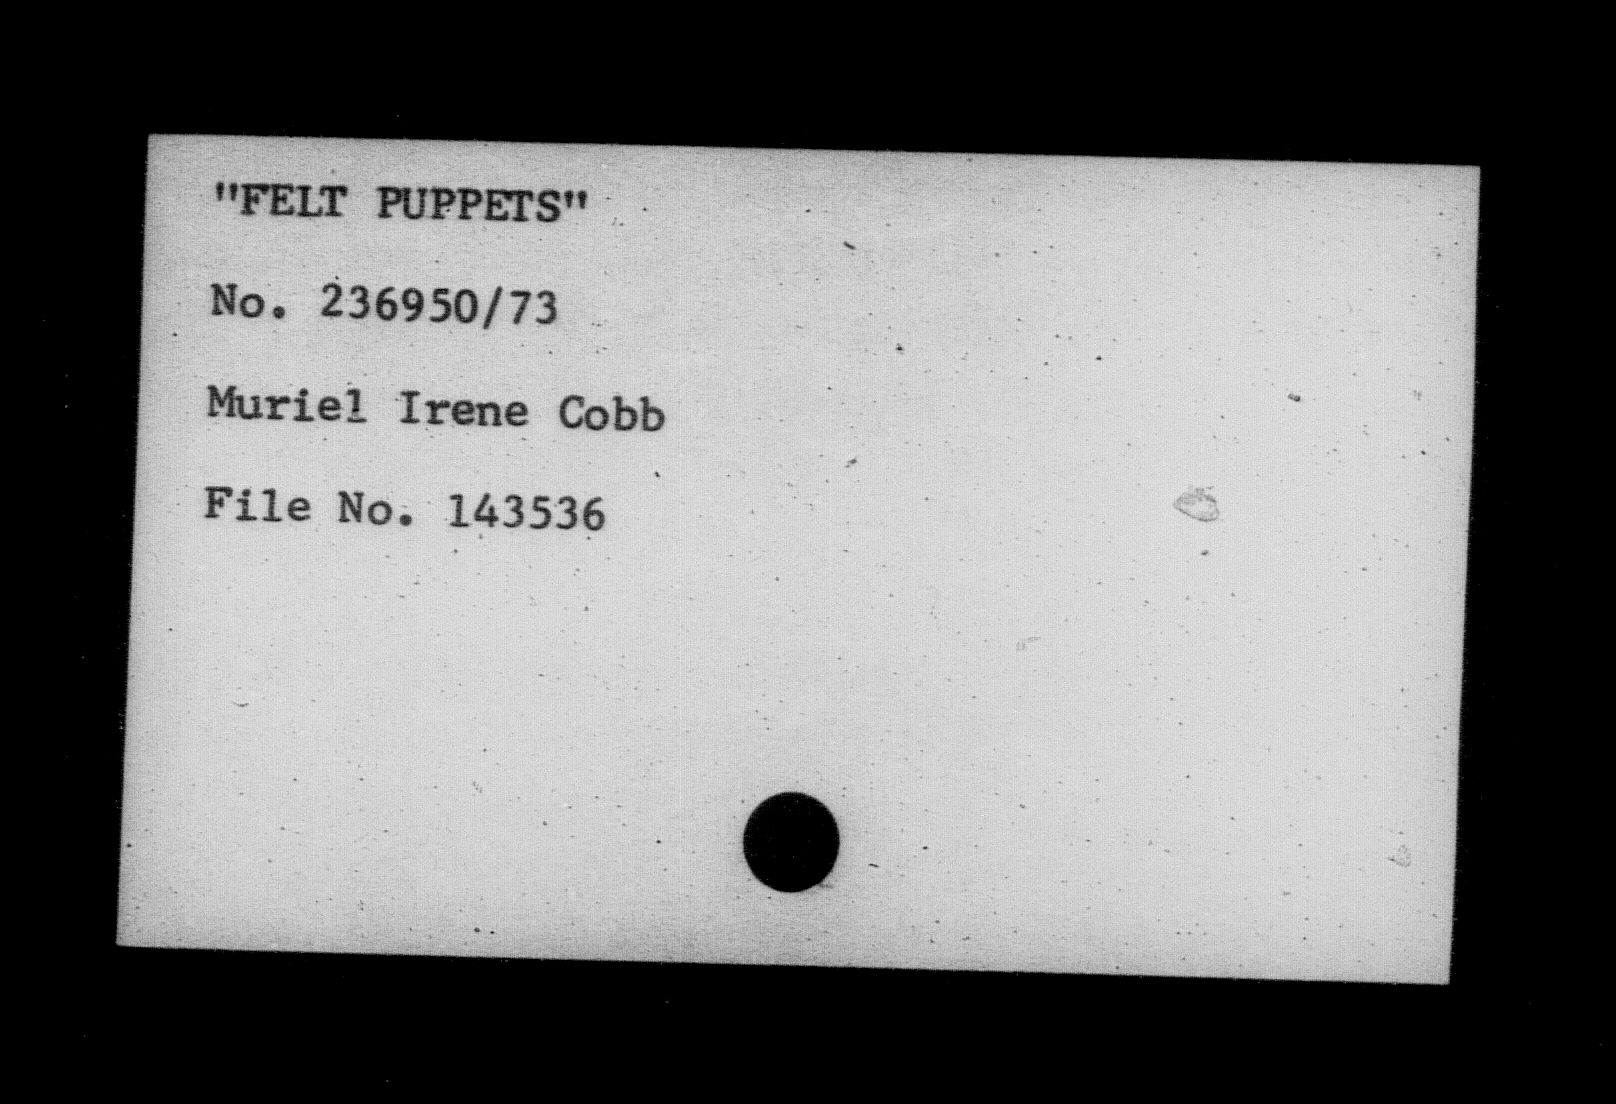 "FELT PUPPETS"
No. 236950/73
Muriel Irene Cobb
File No. 143536